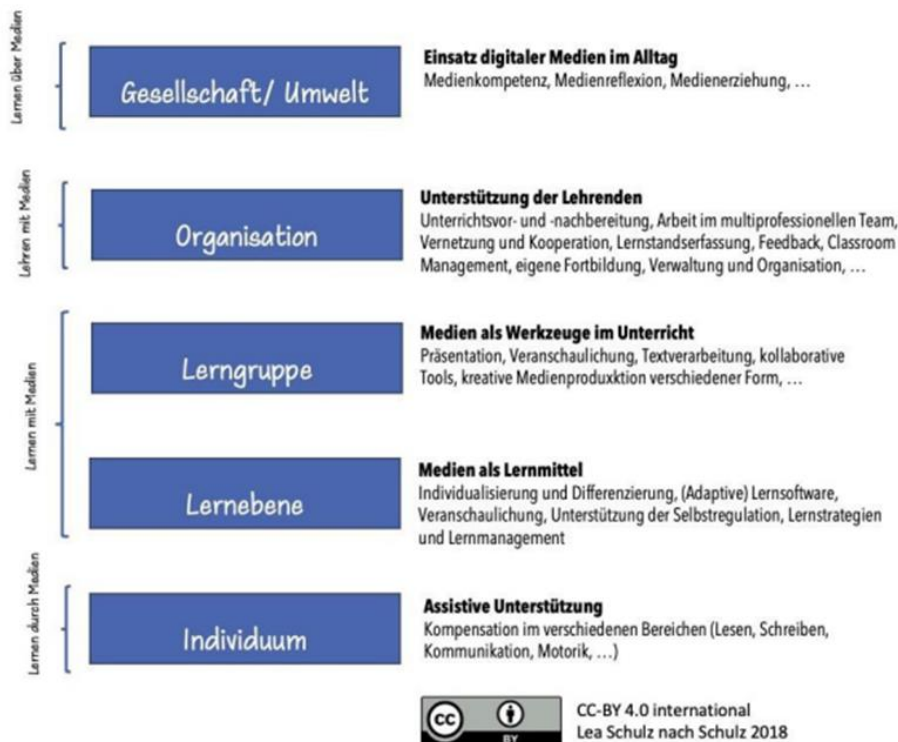 Lernen über Medien
Gesellschaft/ Umwelt
Einsatz digitaler Medien im Alltag
Medienkompetenz, Medienreflexion, Medienerziehung, …
Lehren mit Medien
Organisation
Unterstützung der Lehrenden
Unterrichtsvor- und -nachbereitung, Arbeit im multiprofessionellen Team,
Vernetzung und Kooperation, Lernstandserfassung, Feedback, Classroom
Management, eigene Fortbildung, Verwaltung und Organisation, …
Lernen mit Medien
Lerngruppe
Medien als Werkzeuge im Unterricht
Präsentation, Veranschaulichung, Textverarbeitung, kollaborative
Tools, kreative Medienproduxktion verschiedener Form, …
Lernebene
Medien als Lernmittel
Individualisierung und Differenzierung, (Adaptive) Lernsoftware,
Veranschaulichung, Unterstützung der Selbstregulation, Lernstrategien
und Lernmanagement
Lernen durch Medien
Individuum
Assistive Unterstützung
Kompensation im verschiedenen Bereichen (Lesen, Schreiben,
Kommunikation, Motorik, …)
cc
BY
CC-BY 4.0 international
Lea Schulz nach Schulz 2018